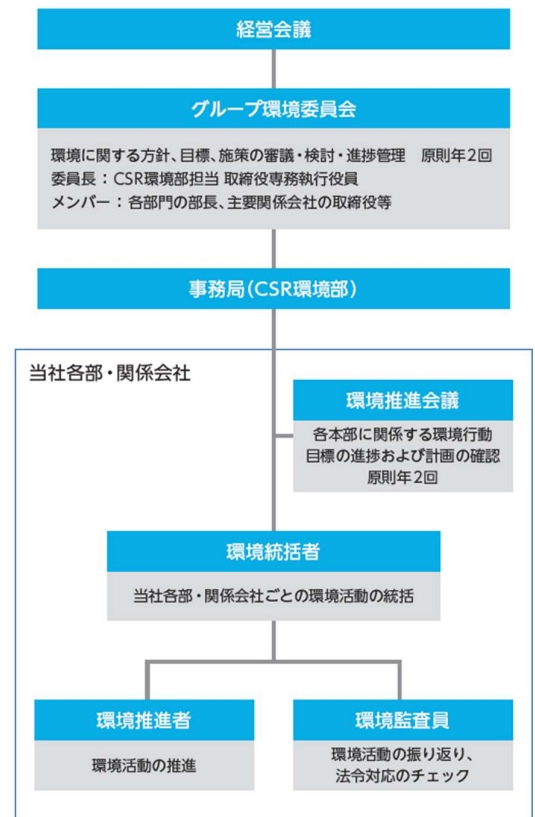 経営会議
グループ環境委員会
環境に関する方針、目標、施策の審議・検討・進捗管理　原則年2回
委員長：CSR環境部担当 取締役専務執行役員
メンバー：各部門の部長、主要関係会社の取締役等
事務局（CSR環境部）
当社各部・関係会社
環境推進会議
各本部に関係する環境行動
目標の進捗および計画の確認
原則年2回
環境統括者
当社各部・関係会社ごとの環境活動の統括
環境推進者
環境活動の推進
環境監査員
環境活動の振り返り、
法令対応のチェック